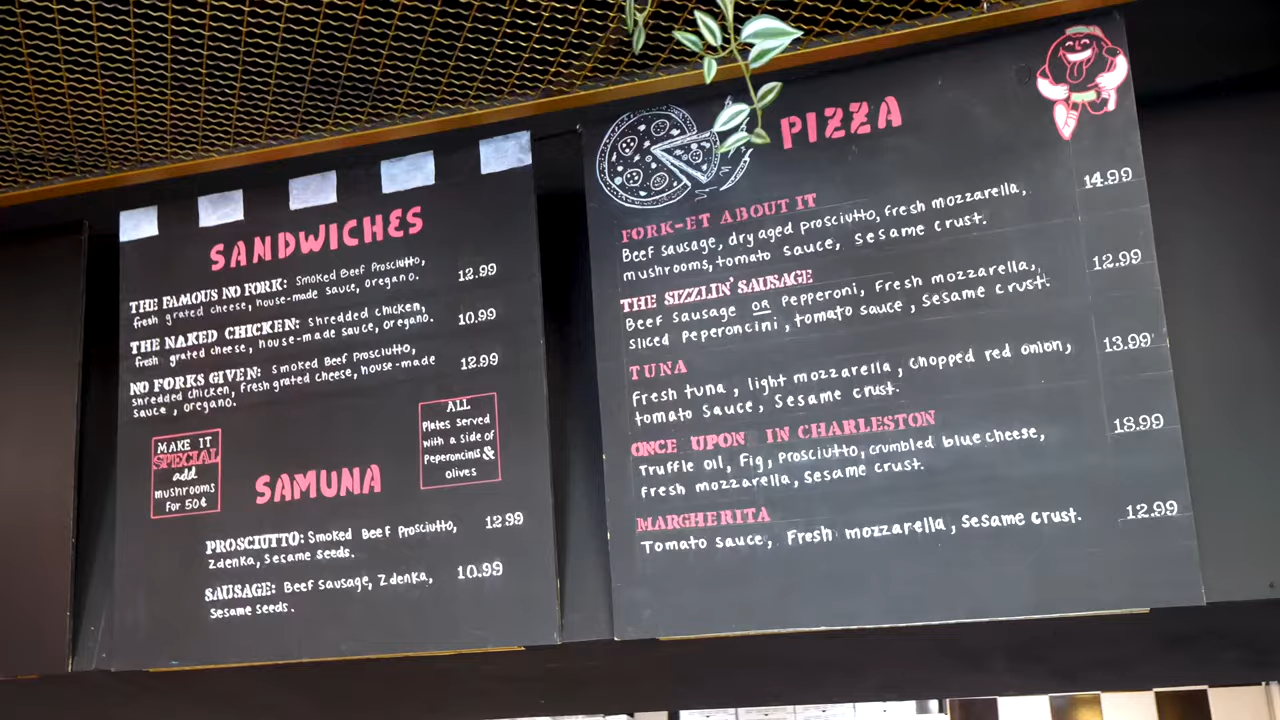 SANDWICHES
THE FAMOUS NO FORK: Smoked Beef Prosciutto, 12.99
fresh grated cheese, house-made sauce, oregano.
THE NAKED CHICKEN: shredded chicken, 10.99
fresh grated cheese, house-made sauce, oregano.
NO FORKS GIVEN: smoked Beef Prosciutto, 12.99
shredded chicken, Fresh grated cheese, house-made
sauce, oregano.
MAKE IT
SPECIAL
add
mushrooms
For 50¢
ALL
Plates served
with a side of
Peperoncinis &
olives
SAMUNA
PROSCIUTTO: Smoked Beef Prosciutto, 12.99
Zdenka, Sesame seeds.
SAUSAGE: Beef sausage, Zdenka, 10.99
Sesame seeds.
PIZZA
FORK-ET ABOUT IT 14.99
Beef sausage, dry aged prosciutto, fresh mozzarella,
mushrooms, tomato sauce, sesame crust.
THE SIZZLIN' SAUSAGE 12.99
Beef sausage OR Pepperoni, Fresh mozzarella,
sliced Peperoncini, tomato sauce, sesame crust.
TUNA 13.99
Fresh tuna, light mozzarella, chopped red onion,
tomato Sauce, Sesame crust.
ONCE UPON IN CHARLESTON 18.99
Truffle oil, Fig, prosciutto, crumbled blue cheese,
Fresh mozzarella, Sesame crust.
MARGHERITA 12.99
Tomato sauce, Fresh mozzarella, Sesame crust.